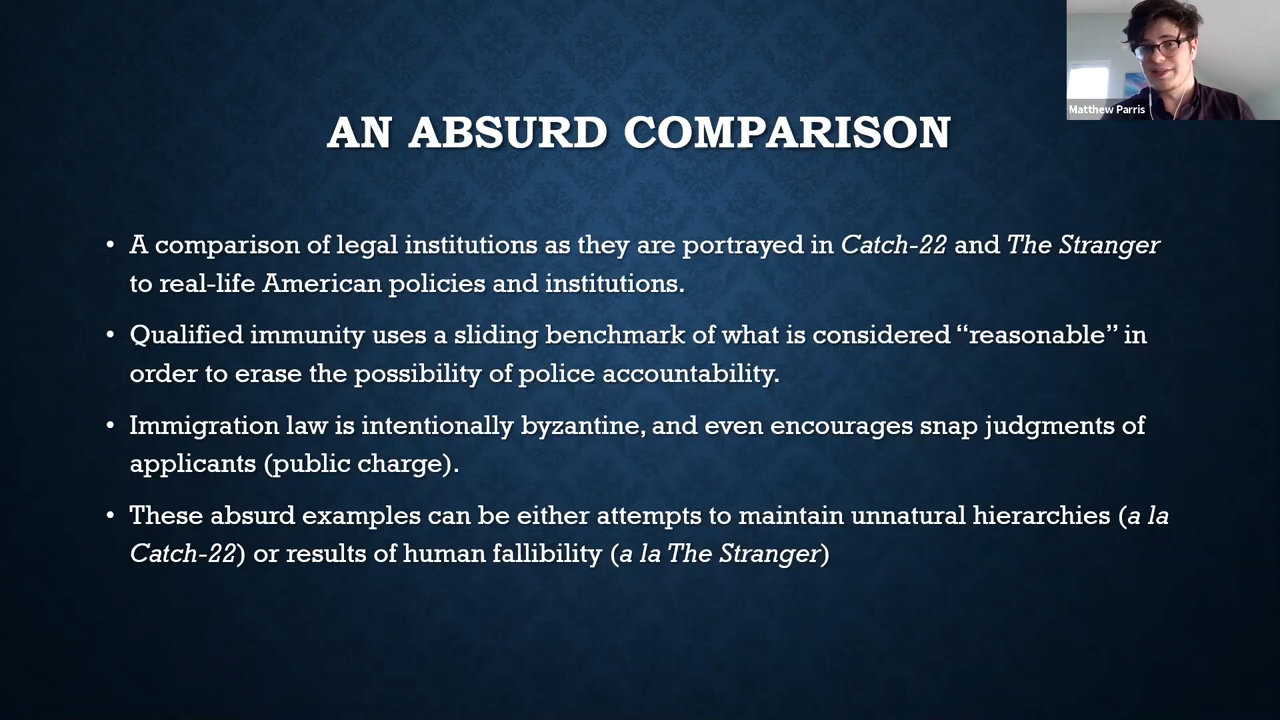 Matthew Parris
AN ABSURD COMPARISON
• A comparison of legal institutions as they are portrayed in Catch-22 and The Stranger
to real-life American policies and institutions.
• Qualified immunity uses a sliding benchmark of what is considered “reasonable” in
order to erase the possibility of police accountability.
• Immigration law is intentionally byzantine, and even encourages snap judgments of
applicants (public charge).
• These absurd examples can be either attempts to maintain unnatural hierarchies (a la
Catch-22) or results of human fallibility (a la The Stranger)